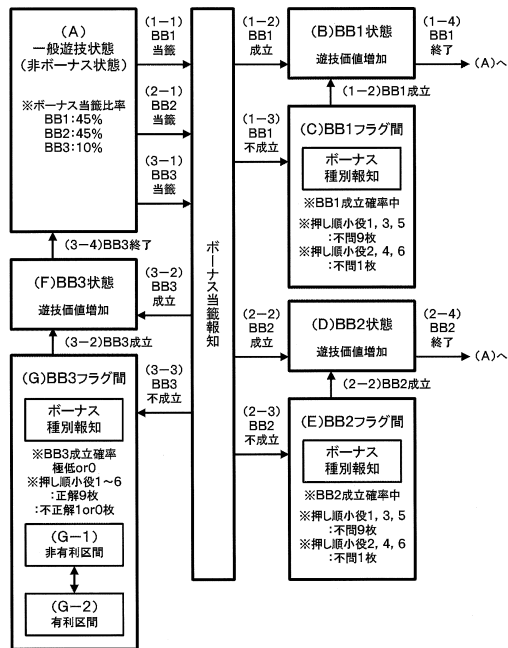 (A)
一般遊技状態
(非ボーナス状態)
※ボーナス当籤比率
BB1:45%
BB2:45%
BB3:10%
(1−1)
BB1
当籤
(2−1)
BB2
当籤
(3−1)
BB3
当籤
(3−4)BB3終了
(F)BB3状態
遊技価値増加
(3−2)
BB3
成立
(3−2)BB3成立
(G)BB3フラグ間
ボーナス
種別報知
※BB3成立確率
極低or0
※押し順小役1〜6
:正解9枚
:不正解1or0枚
(G−1)
非有利区間
(G−2)
有利区間
(3−3)
BB3
不成立
ボーナス当籤報知
(1−2)
BB1
成立
(B)BB1状態
遊技価値増加
(1−4)
BB1
終了
(A)へ
(1−2)BB1成立
(1−3)
BB1
不成立
(C)BB1フラグ間
ボーナス
種別報知
※BB1成立確率中
※押し順小役1, 3, 5
:不問9枚
※押し順小役2, 4, 6
:不問1枚
(2−2)
BB2
成立
(D)BB2状態
遊技価値増加
(2−4)
BB2
終了
(A)へ
(2−2)BB2成立
(2−3)
BB2
不成立
(E)BB2フラグ間
ボーナス
種別報知
※BB2成立確率中
※押し順小役1, 3, 5
:不問9枚
※押し順小役2, 4, 6
:不問1枚